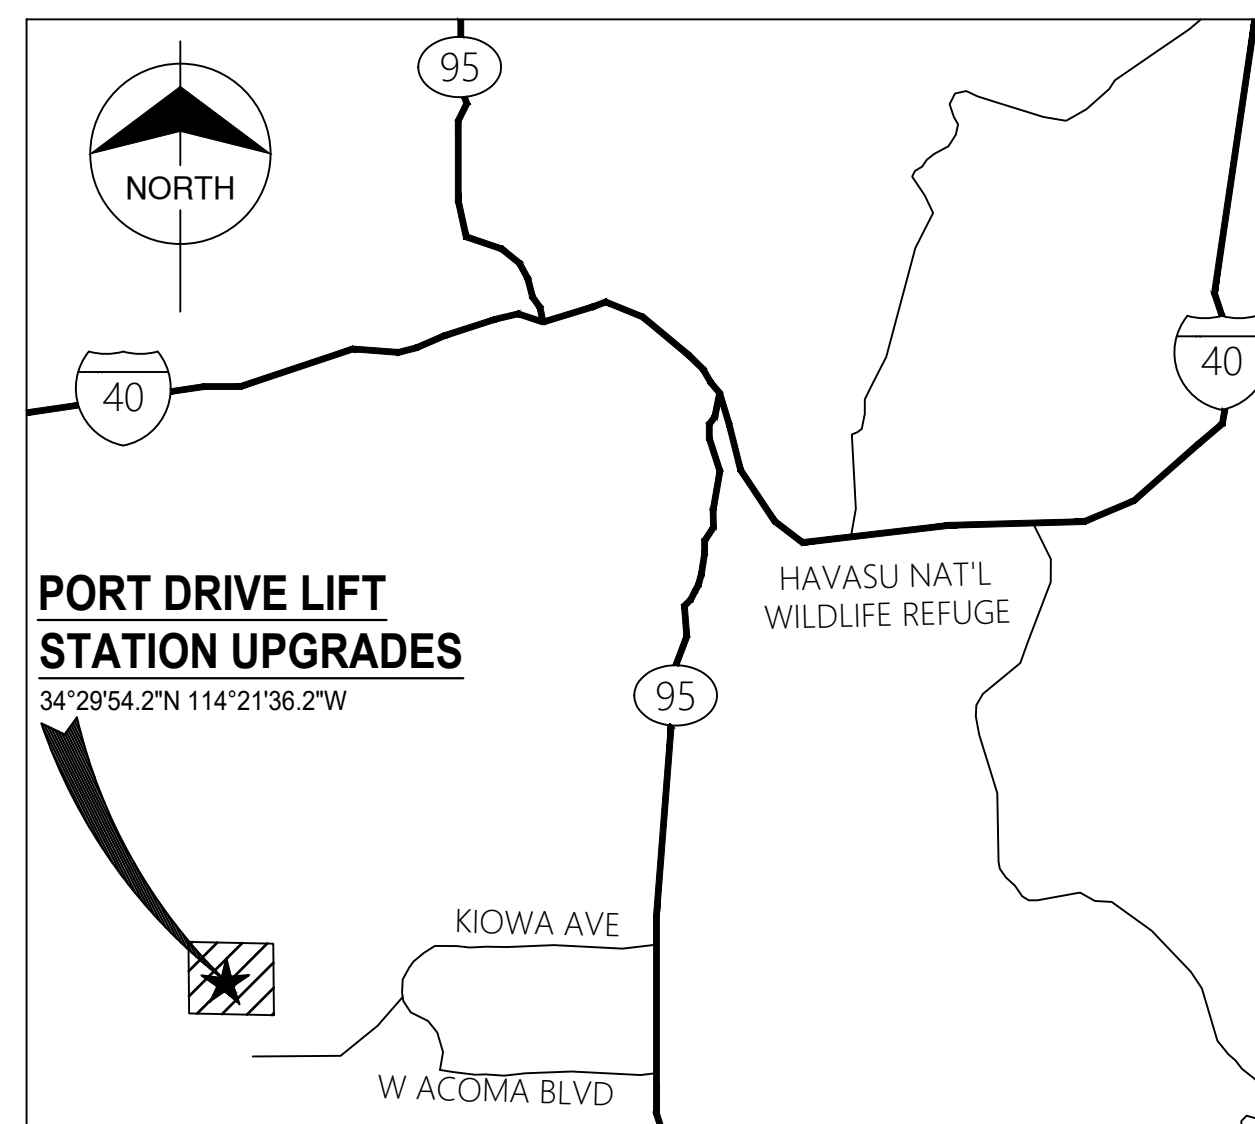 95
NORTH
40
40
HAVASU NAT'L
WILDLIFE REFUGE
PORT DRIVE LIFT
STATION UPGRADES
34°29'54.2"N 114°21'36.2"W
95
KIOWA AVE
W ACOMA BLVD